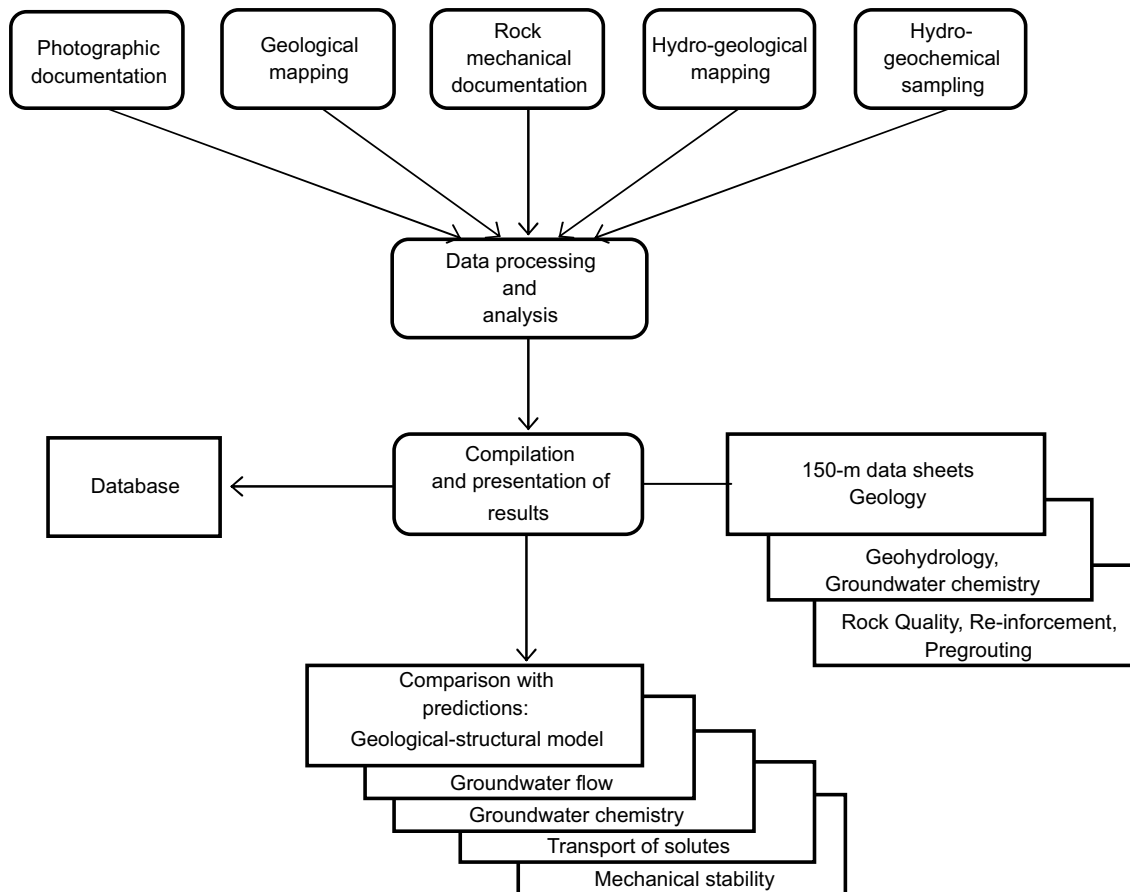 Photographic
documentation
Geological
mapping
Rock
mechanical
documentation
Hydro-geological
mapping
Hydro-
geochemical
sampling
Data processing
and
analysis
Database
Compilation
and presentation of
results
150-m data sheets
Geology
Geohydrology,
Groundwater chemistry
Rock Quality, Re-inforcement,
Pregrouting
Comparison with
predictions:
Geological-structural model
Groundwater flow
Groundwater chemistry
Transport of solutes
Mechanical stability